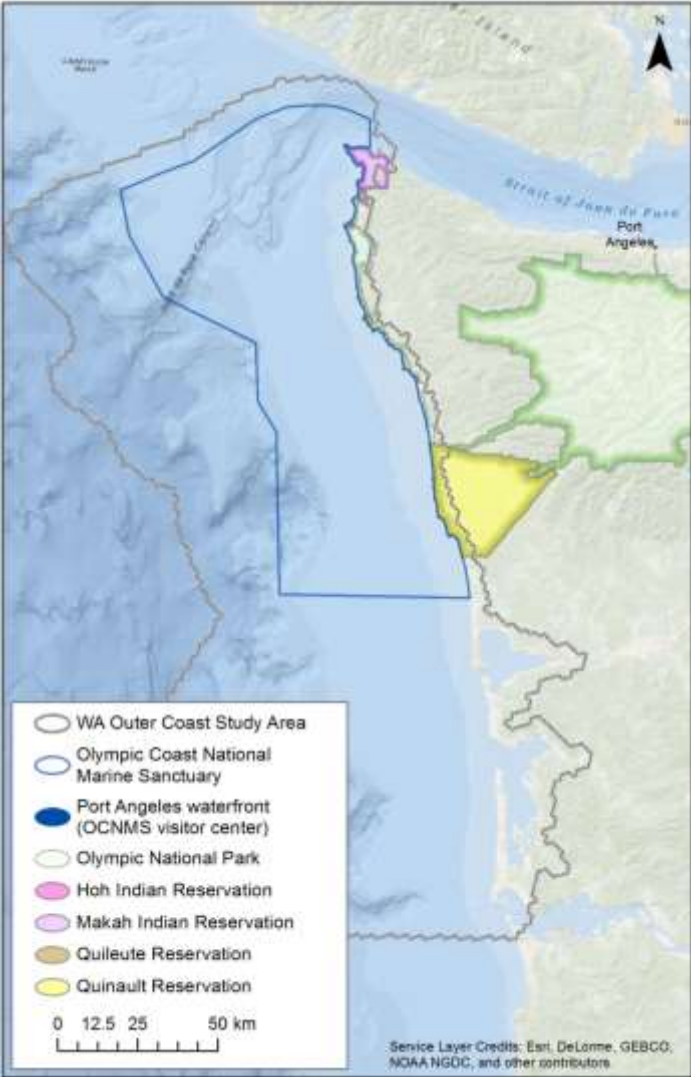 N
Strait of Juan de Fuca
Port
Angeles
WA Outer Coast Study Area
Olympic Coast National
Marine Sanctuary
Port Angeles waterfront
(OCNMS visitor center)
Olympic National Park
Hoh Indian Reservation
Makah Indian Reservation
Quileute Reservation
Quinault Reservation
0 12.5 25 50 km
Service Layer Credits: Esri, DeLorme, GEBCO,
NOAA NGDC, and other contributors